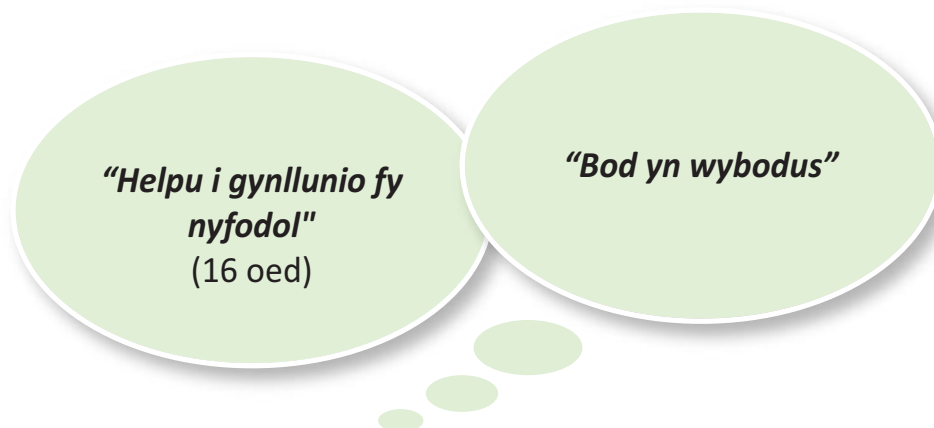 “Helpu i gynllunio fy
nyfodol"
(16 oed)
“Bod yn wybodus”